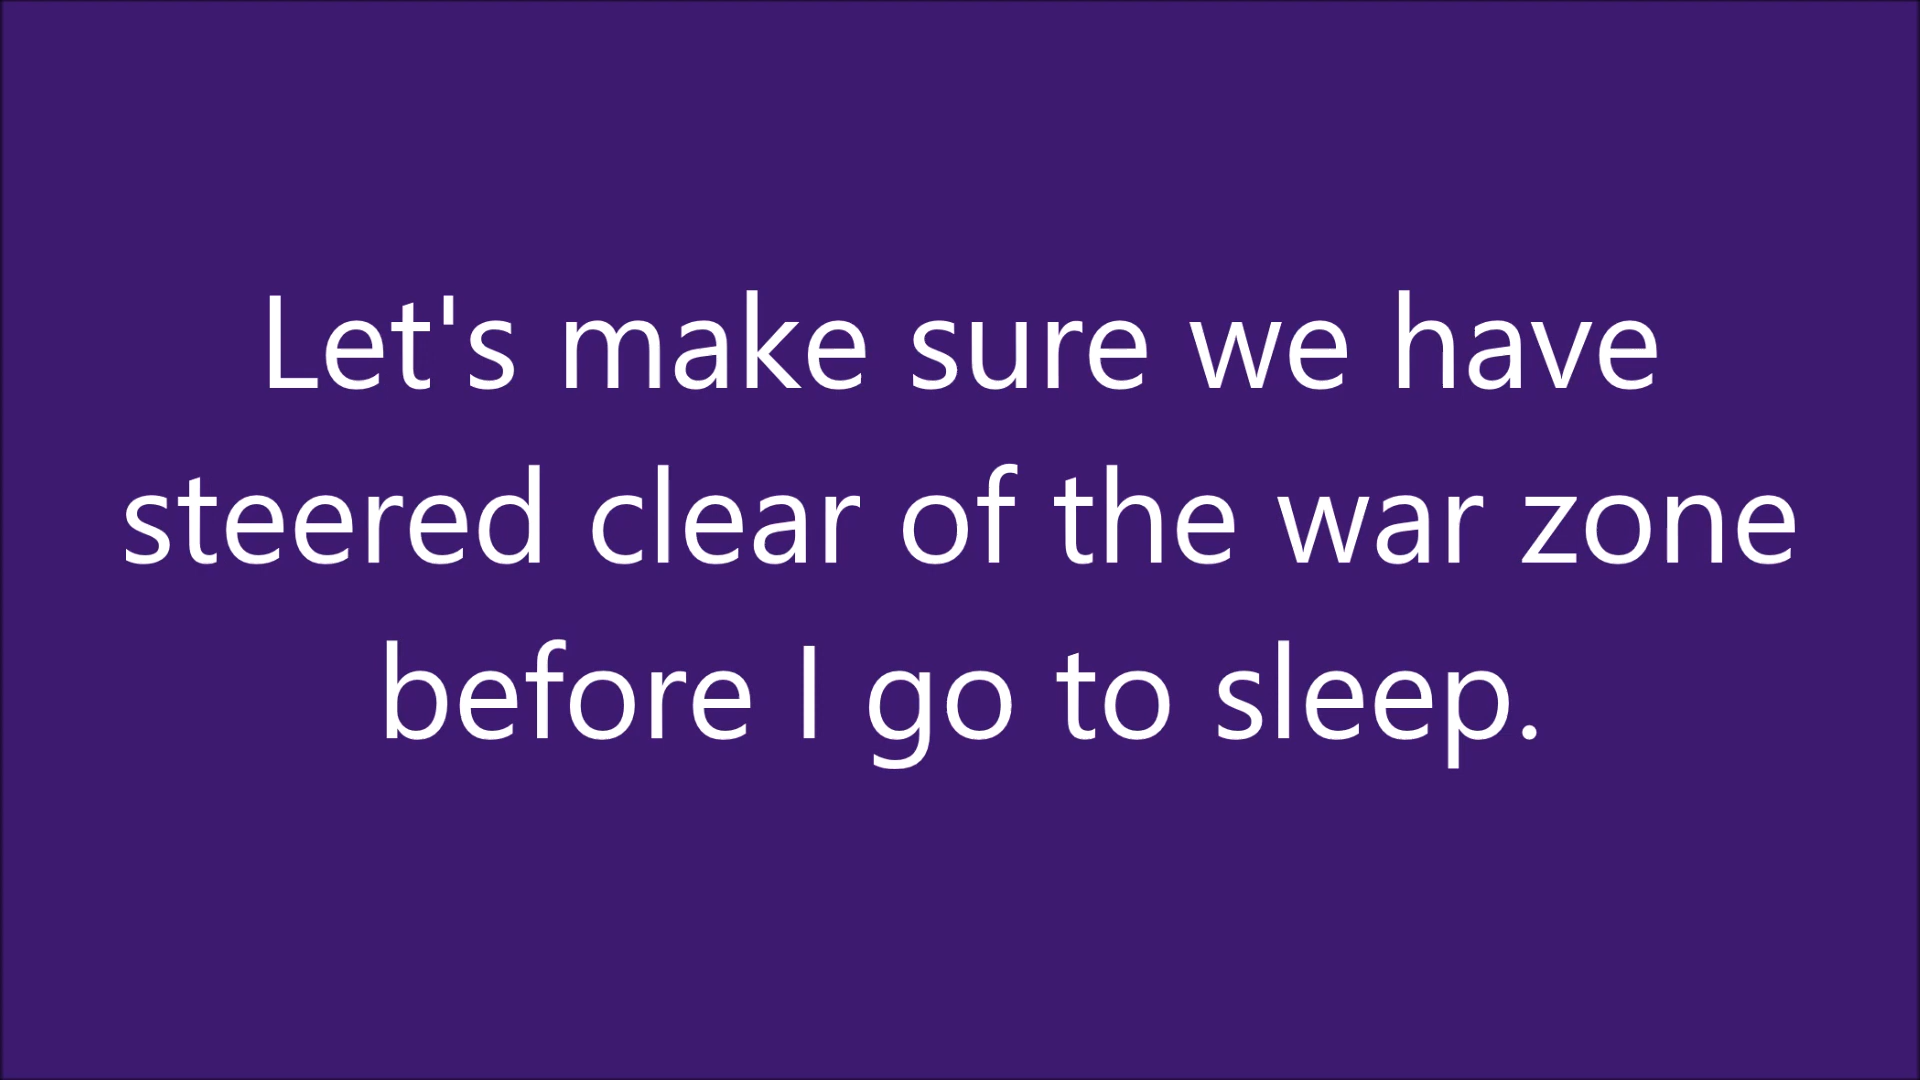 Let's make sure we have
steered clear of the war zone
before I go to sleep.